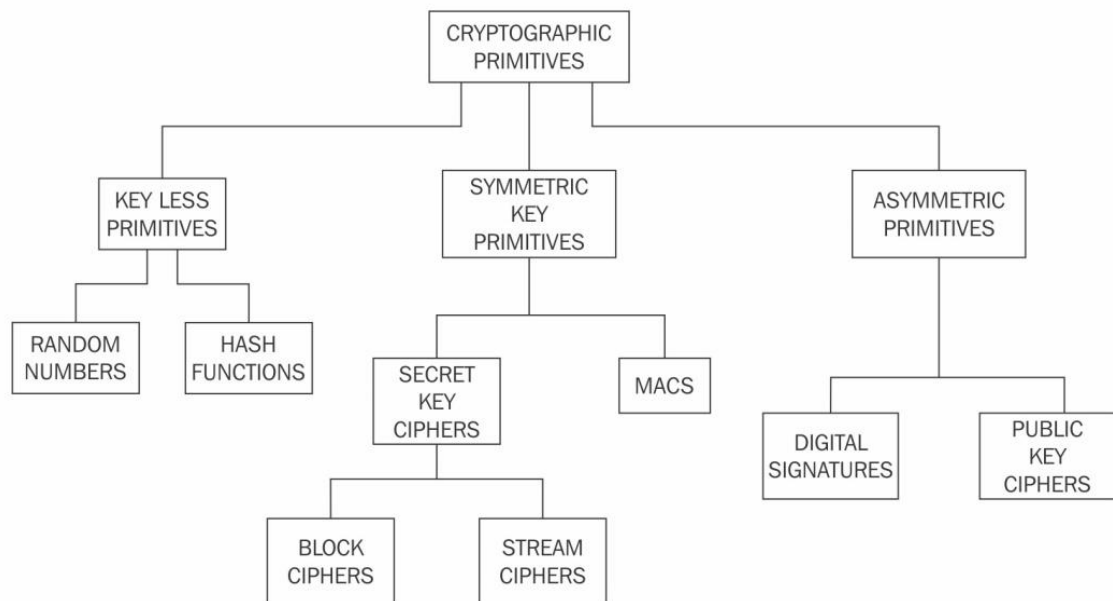 CRYPTOGRAPHIC
PRIMITIVES
KEY LESS
PRIMITIVES
SYMMETRIC
KEY
PRIMITIVES
ASYMMETRIC
PRIMITIVES
RANDOM
NUMBERS
HASH
FUNCTIONS
SECRET
KEY
CIPHERS
MACS
DIGITAL
SIGNATURES
PUBLIC
KEY
CIPHERS
BLOCK
CIPHERS
STREAM
CIPHERS